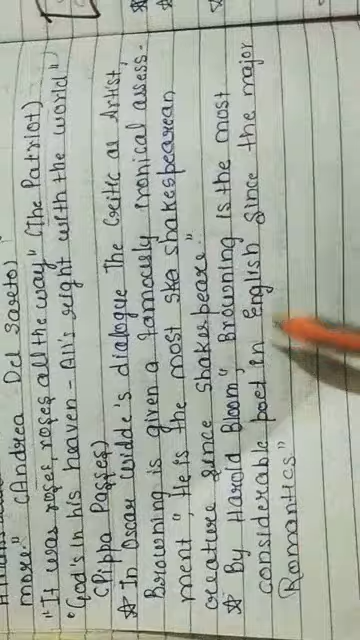 more." (Andrea Del Sareto)
"It was roses, roses all the way" (The Patriot)
"God's in his heaven - All's right with the world"
(Pippa Passes)
☆ In Oscar Widde's dialogue The Critic as Artist,
Browning is given a famously ironical assess-
ment, "He is the most ske shakespearean
creature since shakespeare."
☆ By Harold Bloom, "Browning is the most
considerable poet in English since the major
Romantics."